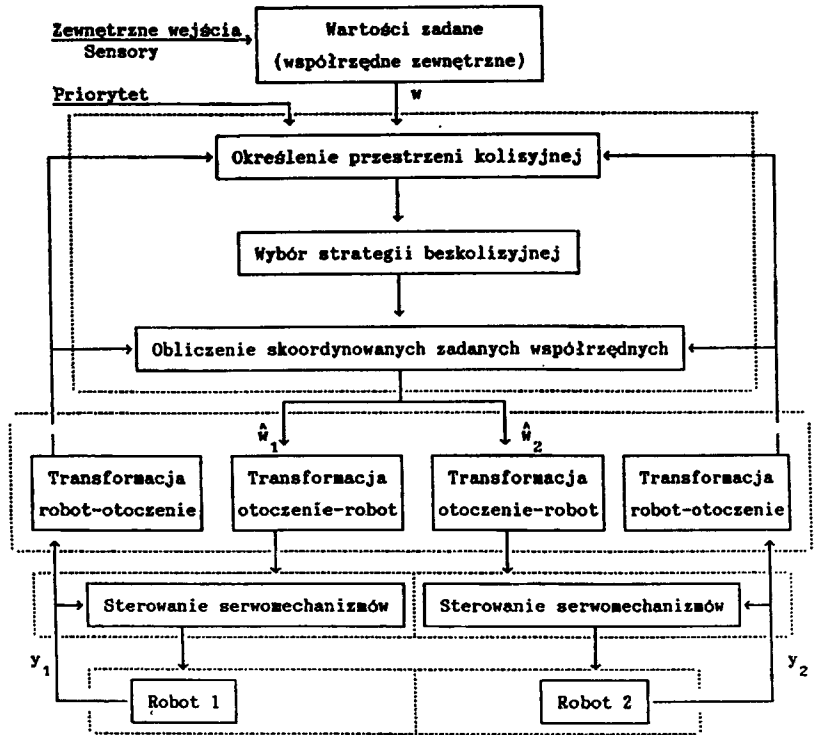 Zewnętrzne wejścia
Sensory
Wartości zadane
(współrzędne zewnętrzne)
Priorytet
w
Określenie przestrzeni kolizyjnej
Wybór strategii bezkolizyjnej
Obliczenie skoordynowanych zadanych współrzędnych
ŵ1
ŵ2
Transformacja
robot-otoczenie
Transformacja
otoczenie-robot
Transformacja
otoczenie-robot
Transformacja
robot-otoczenie
Sterowanie serwomechanizmów
Sterowanie serwomechanizmów
y1
y2
Robot 1
Robot 2